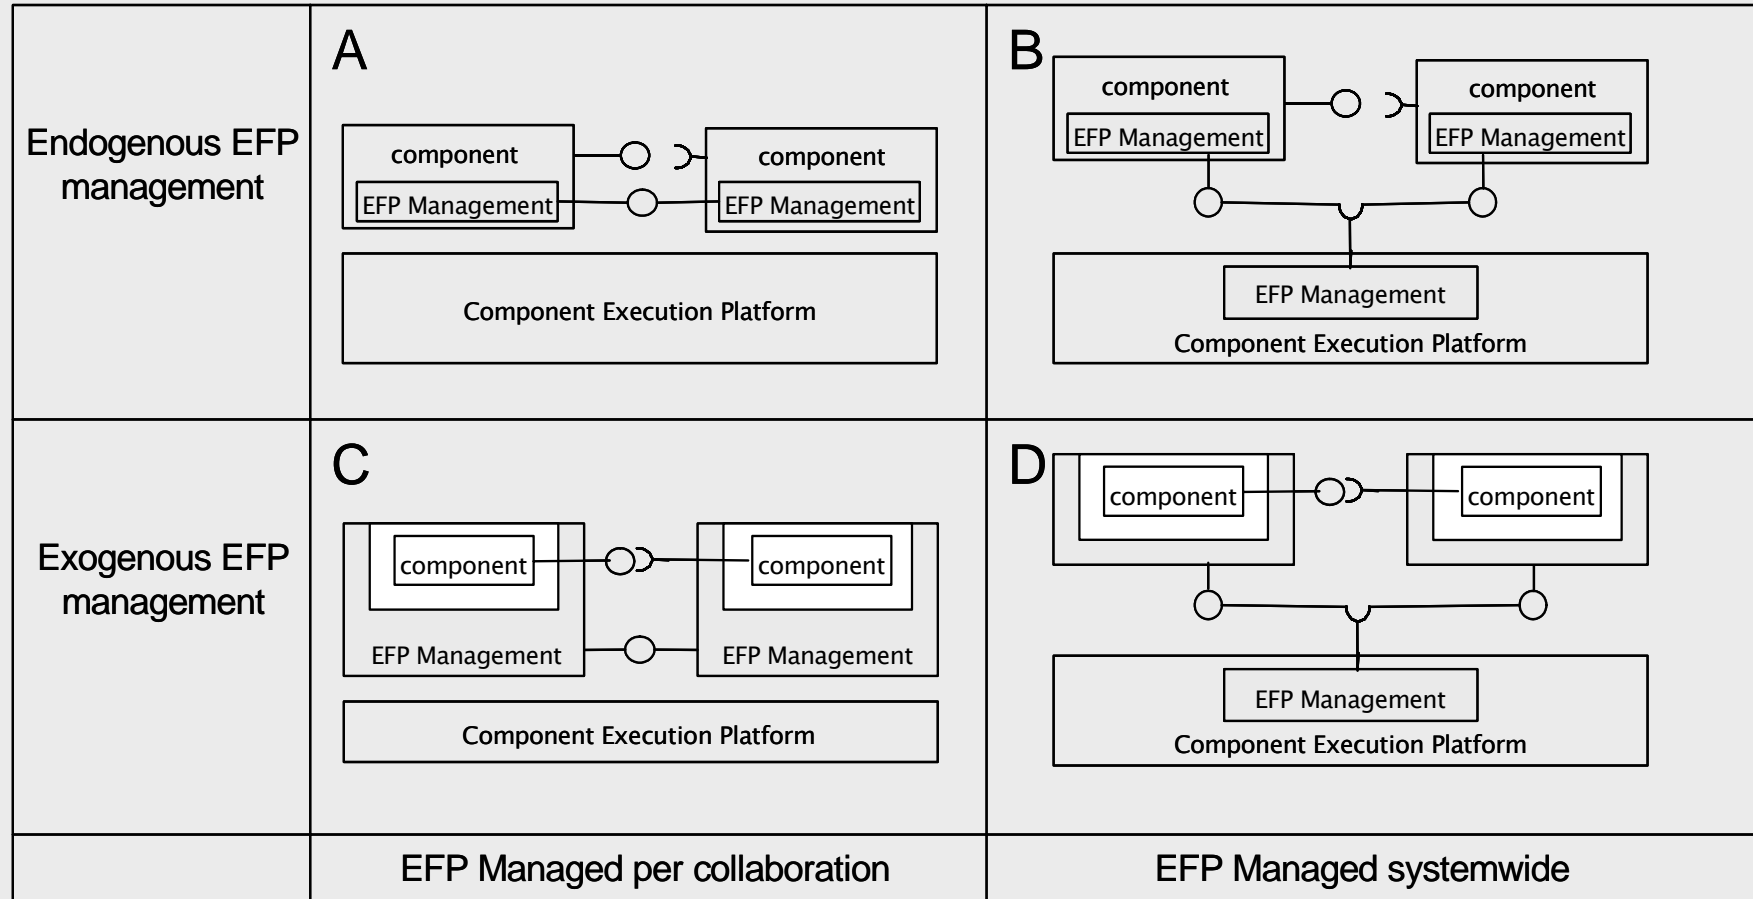 Endogenous EFP
management
A
component
component
EFP Management
EFP Management
Component Execution Platform
B
component
component
EFP Management
EFP Management
EFP Management
Component Execution Platform
Exogenous EFP
management
C
component
component
EFP Management
EFP Management
Component Execution Platform
D
component
component
EFP Management
Component Execution Platform
EFP Managed per collaboration
EFP Managed systemwide